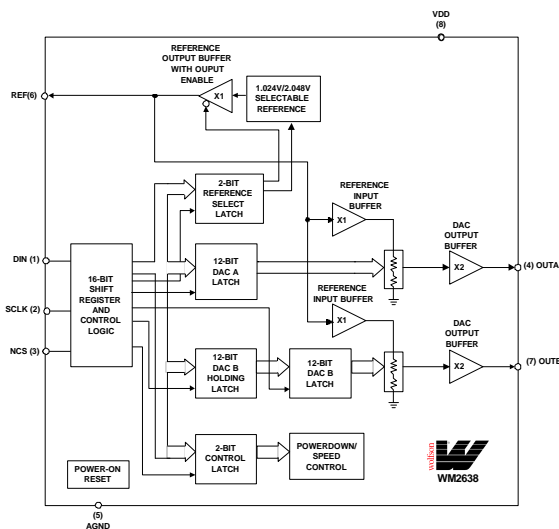 VDD
(8)
REFERENCE
OUTPUT BUFFER
WITH OUPUT
ENABLE
REF(6)
X1
1.024V/2.048V
SELECTABLE
REFERENCE
2-BIT
REFERENCE
SELECT
LATCH
REFERENCE
INPUT
BUFFER
X1
DAC
OUTPUT
BUFFER
DIN (1)
16-BIT
SHIFT
REGISTER
AND
CONTROL
LOGIC
12-BIT
DAC A
LATCH
X2
(4) OUTA
SCLK (2)
REFERENCE
INPUT BUFFER
X1
DAC
OUTPUT
BUFFER
NCS (3)
12-BIT
DAC B
HOLDING
LATCH
12-BIT
DAC B
LATCH
X2
(7) OUTB
2-BIT
CONTROL
LATCH
POWERDOWN/
SPEED
CONTROL
POWER-ON
RESET
wolfson
WM2638
(5)
AGND